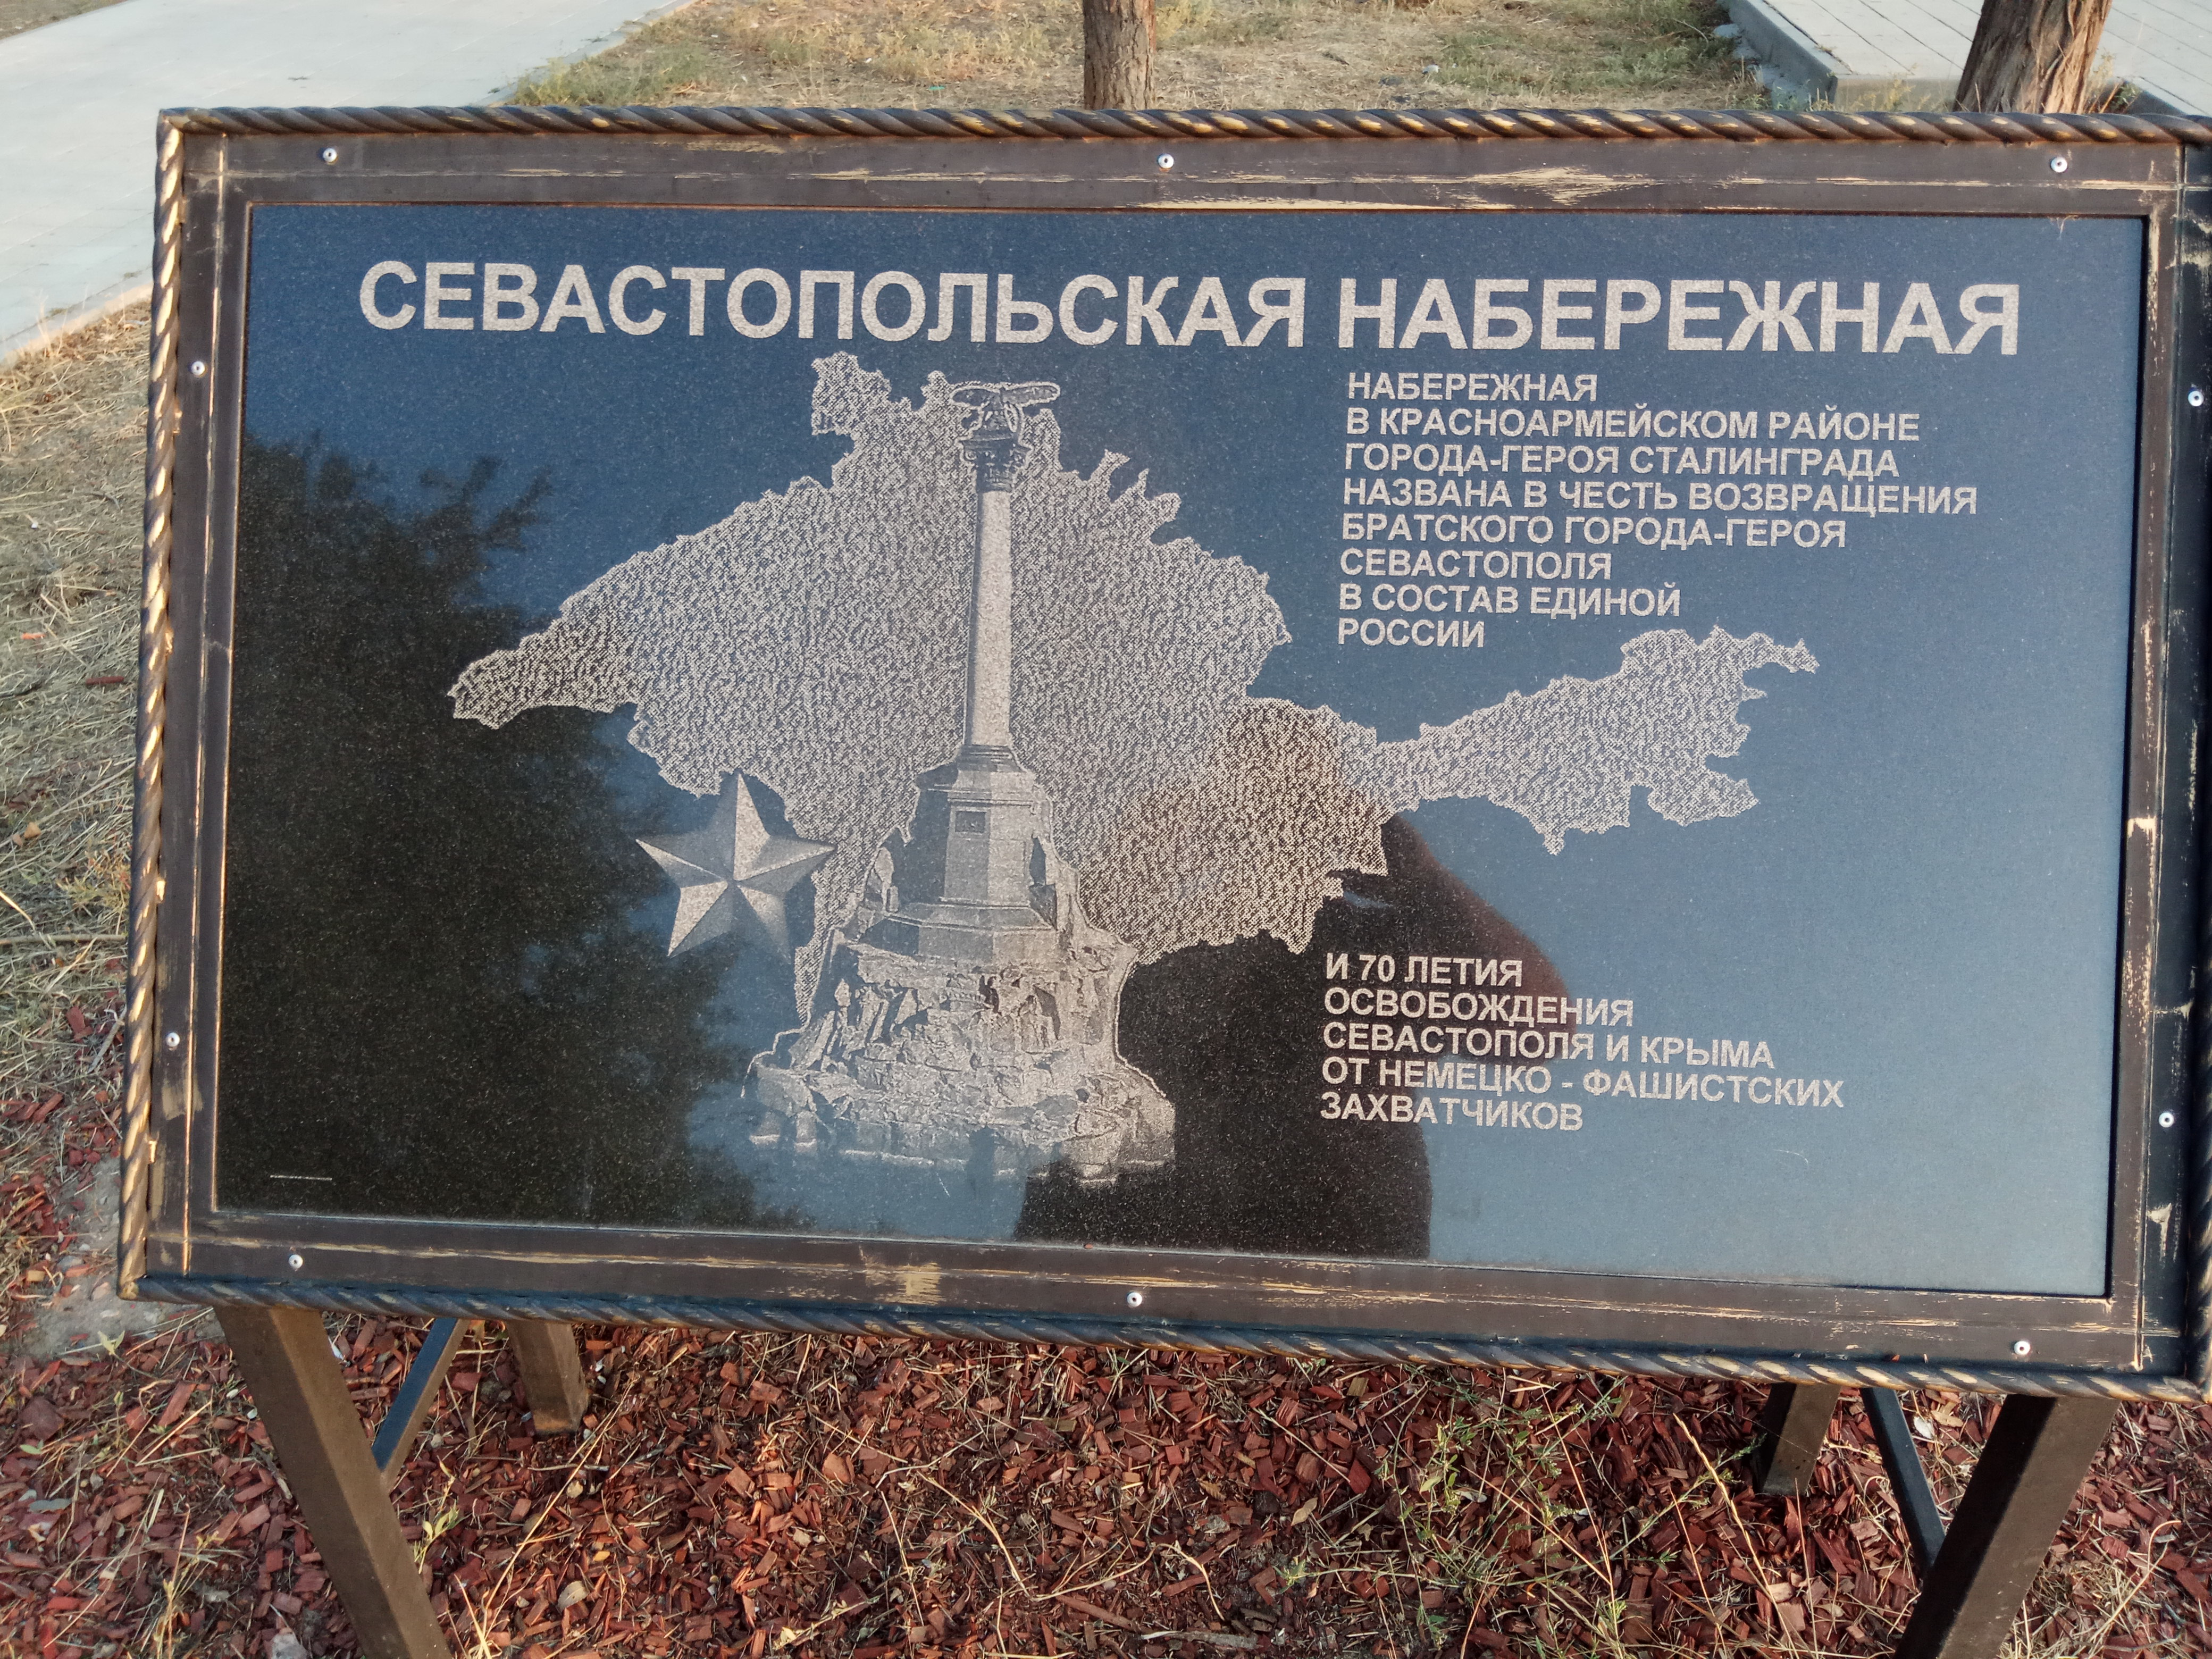 СЕВАСТОПОЛЬСКАЯ НАБЕРЕЖНАЯ
НАБЕРЕЖНАЯ
В КРАСНОАРМЕЙСКОМ РАЙОНЕ
ГОРОДА-ГЕРОЯ СТАЛИНГРАДА
НАЗВАНА В ЧЕСТЬ ВОЗВРАЩЕНИЯ
БРАТСКОГО ГОРОДА-ГЕРОЯ
СЕВАСТОПОЛЯ
В СОСТАВ ЕДИНОЙ
РОССИИ
И 70 ЛЕТИЯ
ОСВОБОЖДЕНИЯ
СЕВАСТОПОЛЯ И КРЫМА
ОТ НЕМЕЦКО - ФАШИСТСКИХ
ЗАХВАТЧИКОВ